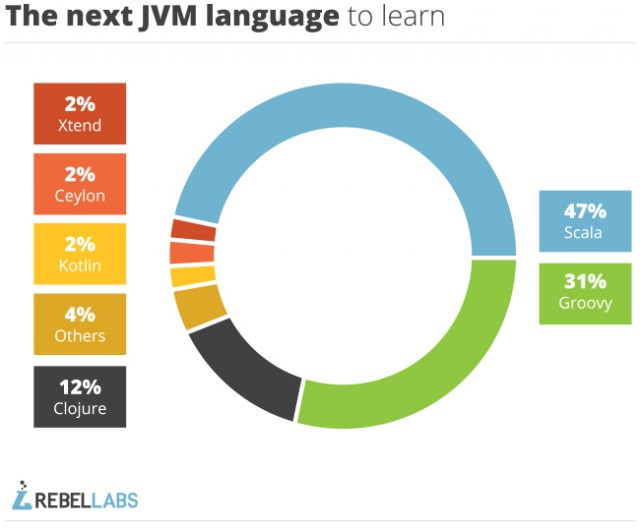 The next JVM language to learn
2%
Xtend
2%
Ceylon
2%
Kotlin
4%
Others
12%
Clojure
47%
Scala
31%
Groovy
REBELLABS